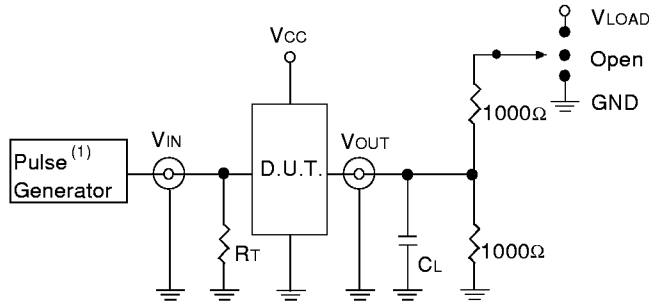 VLOAD
VCC
Open
1000Ω
GND
VIN
VOUT
Pulse (1)
Generator
D.U.T.
RT
CL
1000Ω